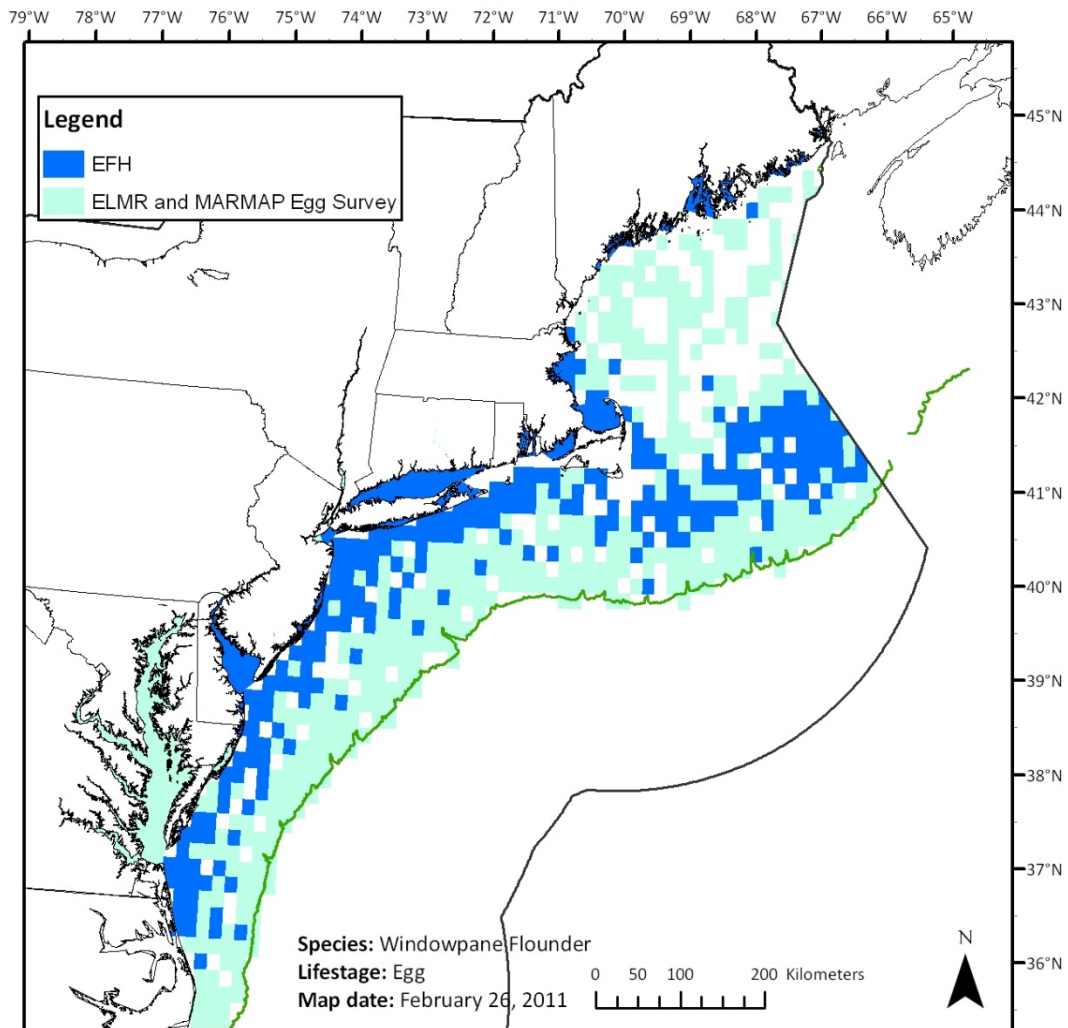 79°W 78°W 77°W 76°W 75°W 74°W 73°W 72°W 71°W 70°W 69°W 68°W 67°W 66°W 65°W
Legend
EFH
ELMR and MARMAP Egg Survey
45°N
44°N
43°N
42°N
41°N
40°N
39°N
38°N
37°N
36°N
Species: Windowpane Flounder
Lifestage: Egg
Map date: February 26, 2011
0 50 100 200 Kilometers
N